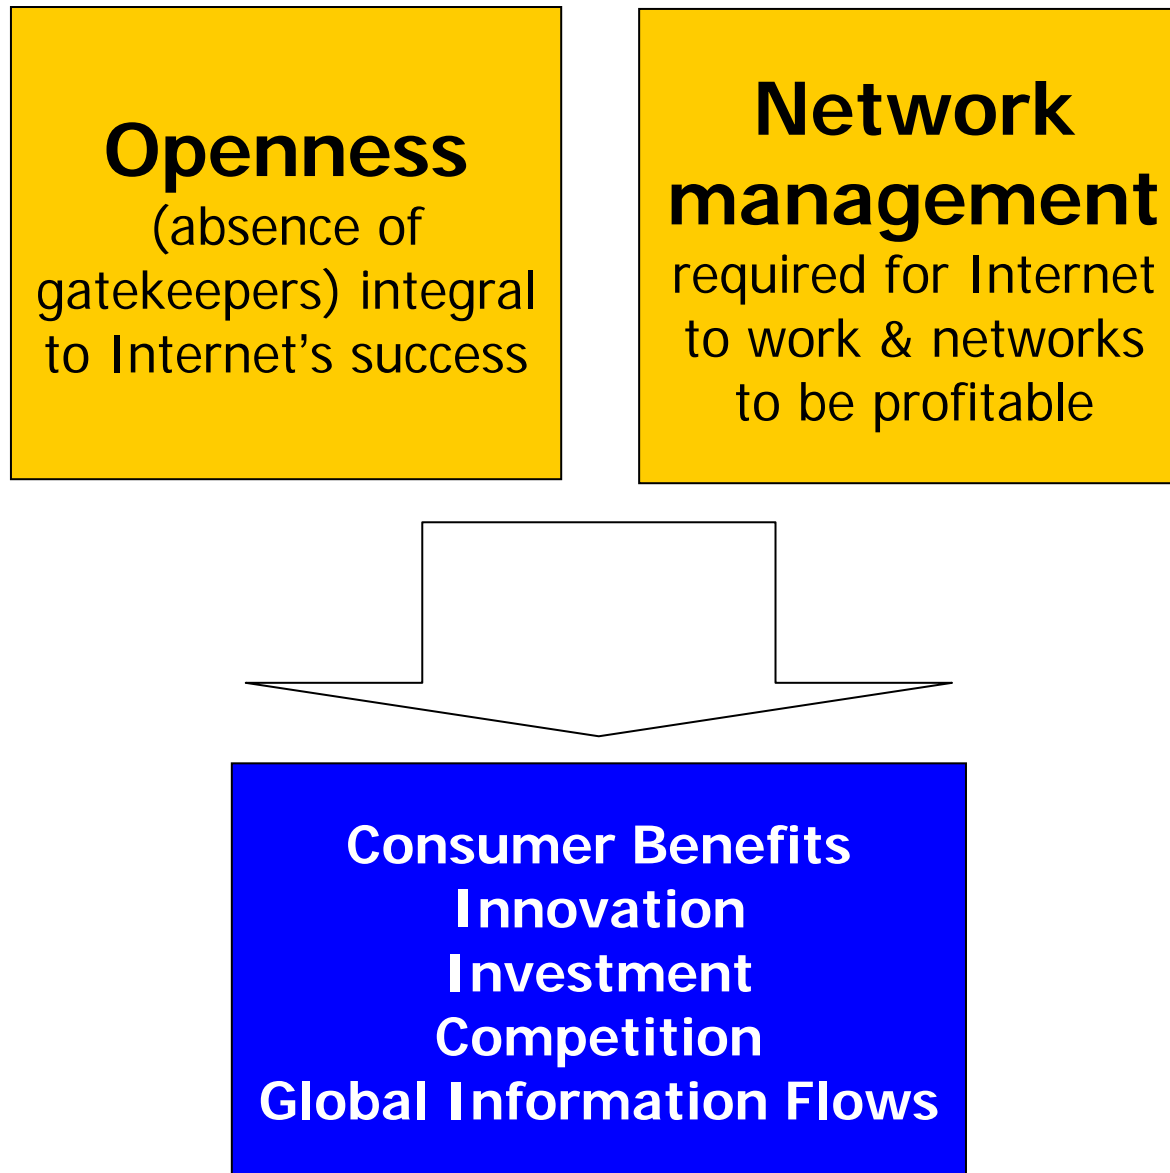 Openness
(absence of
gatekeepers) integral
to Internet’s success
Network
management
required for Internet
to work & networks
to be profitable
Consumer Benefits
Innovation
Investment
Competition
Global Information Flows